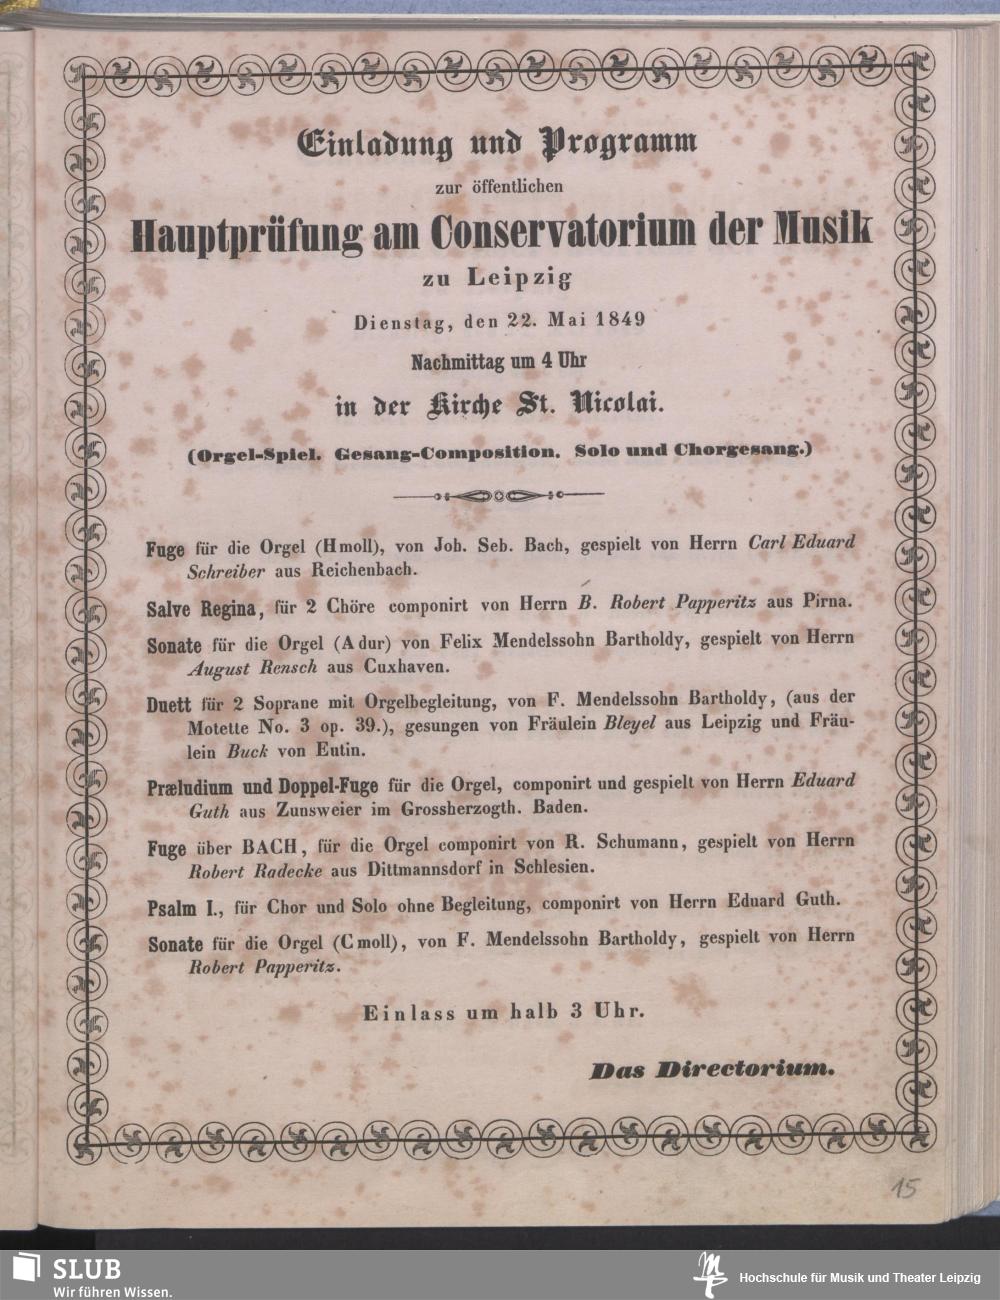 Einladung und Programm
zur öffentlichen
Hauptprüfung am Conservatorium der Musik
zu Leipzig
Dienstag, den 22. Mai 1849
Nachmittag um 4 Uhr
in der Kirche St. Nicolai.
(Orgel-Spiel. Gesang-Composition. Solo und Chorgesang.)
Fuge für die Orgel (H moll), von Joh. Seb. Bach, gespielt von Herrn Carl Eduard
Schreiber aus Reichenbach.
Salve Regina, für 2 Chöre componirt von Herrn B. Robert Papperitz aus Pirna.
Sonate für die Orgel (A dur) von Felix Mendelssohn Bartholdy, gespielt von Herrn
August Rensch aus Cuxhaven.
Duett für 2 Soprane mit Orgelbegleitung, von F. Mendelssohn Bartholdy, (aus der
Motette No. 3 op. 39.), gesungen von Fräulein Bleyel aus Leipzig und Fräu-
lein Buck von Eutin.
Præludium und Doppel-Fuge für die Orgel, componirt und gespielt von Herrn Eduard
Guth aus Zunsweier im Grossherzogth. Baden.
Fuge über BACH, für die Orgel componirt von R. Schumann, gespielt von Herrn
Robert Radecke aus Dittmannsdorf in Schlesien.
Psalm I., für Chor und Solo ohne Begleitung, componirt von Herrn Eduard Guth.
Sonate für die Orgel (C moll), von F. Mendelssohn Bartholdy, gespielt von Herrn
Robert Papperitz.
Einlass um halb 3 Uhr.
Das Directorium.
15
SLUB
Wir führen Wissen.
Hochschule für Musik und Theater Leipzig